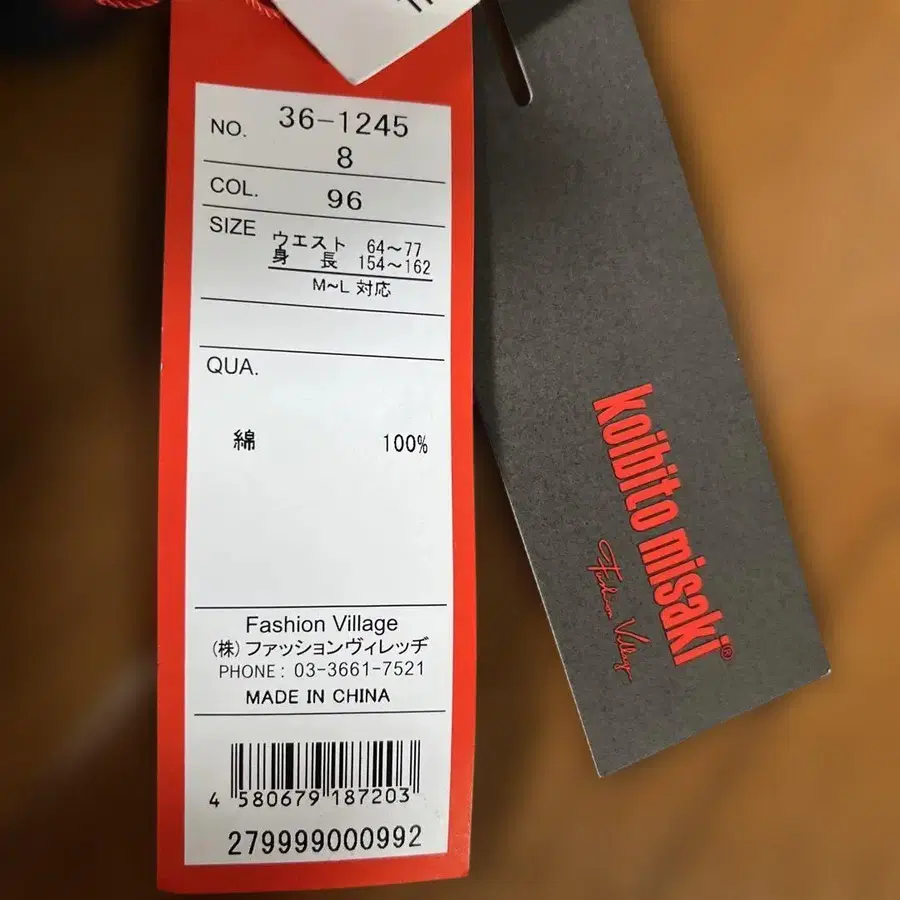 NO. 36-1245
8
COL. 96
SIZE ウエスト 64～77
身長 154～162
M~L 対応
QUA.
綿 100%
Fashion Village
(株)ファッションヴィレッヂ
PHONE: 03-3661-7521
MADE IN CHINA
4 580679 187203
279999000992
koibito misaki®
Fashion Village